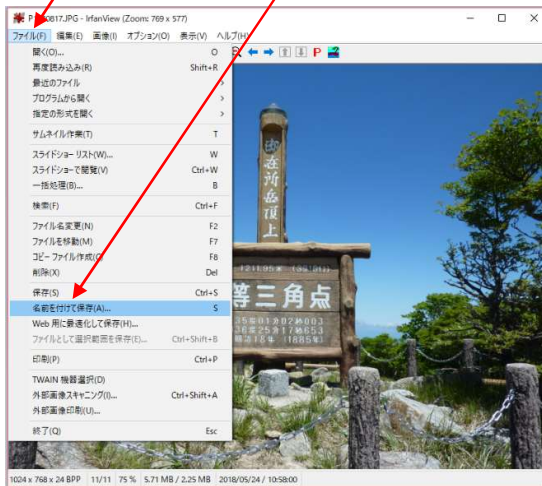 817.JPG - IrfanView (Zoom: 769 x 577)
ファイル(F) 編集(E) 画像(I) オプション(O) 表示(V) ヘルプ(H)
開く(O)... O
再度読み込み(R) Shift+R
最近のファイル >
プログラムから開く >
指定の形式を開く >
サムネイル作業(T) T
スライドショー リスト(W)... W
スライドショーで閲覧(V) Ctrl+W
一括処理(B)... B
検索(F) Ctrl+F
ファイル名変更(N) F2
ファイルを移動(M) F7
コピー ファイル作成 F8
削除(X) Del
保存(S) Ctrl+S
名前を付けて保存(A)... S
Web 用に最適化して保存(H)...
ファイルとして選択範囲を保存(E)... Ctrl+Shift+B
印刷(P) Ctrl+P
TWAIN 機器選択(D)
外部画像スキャニング(I)... Ctrl+Shift+A
外部画像印刷(U)...
終了(Q) Esc
P
御在所岳頂上
等三角点
1024 x 768 x 24 BPP 11/11 75 % 5.71 MB / 2.25 MB 2018/05/24 / 10:58:00